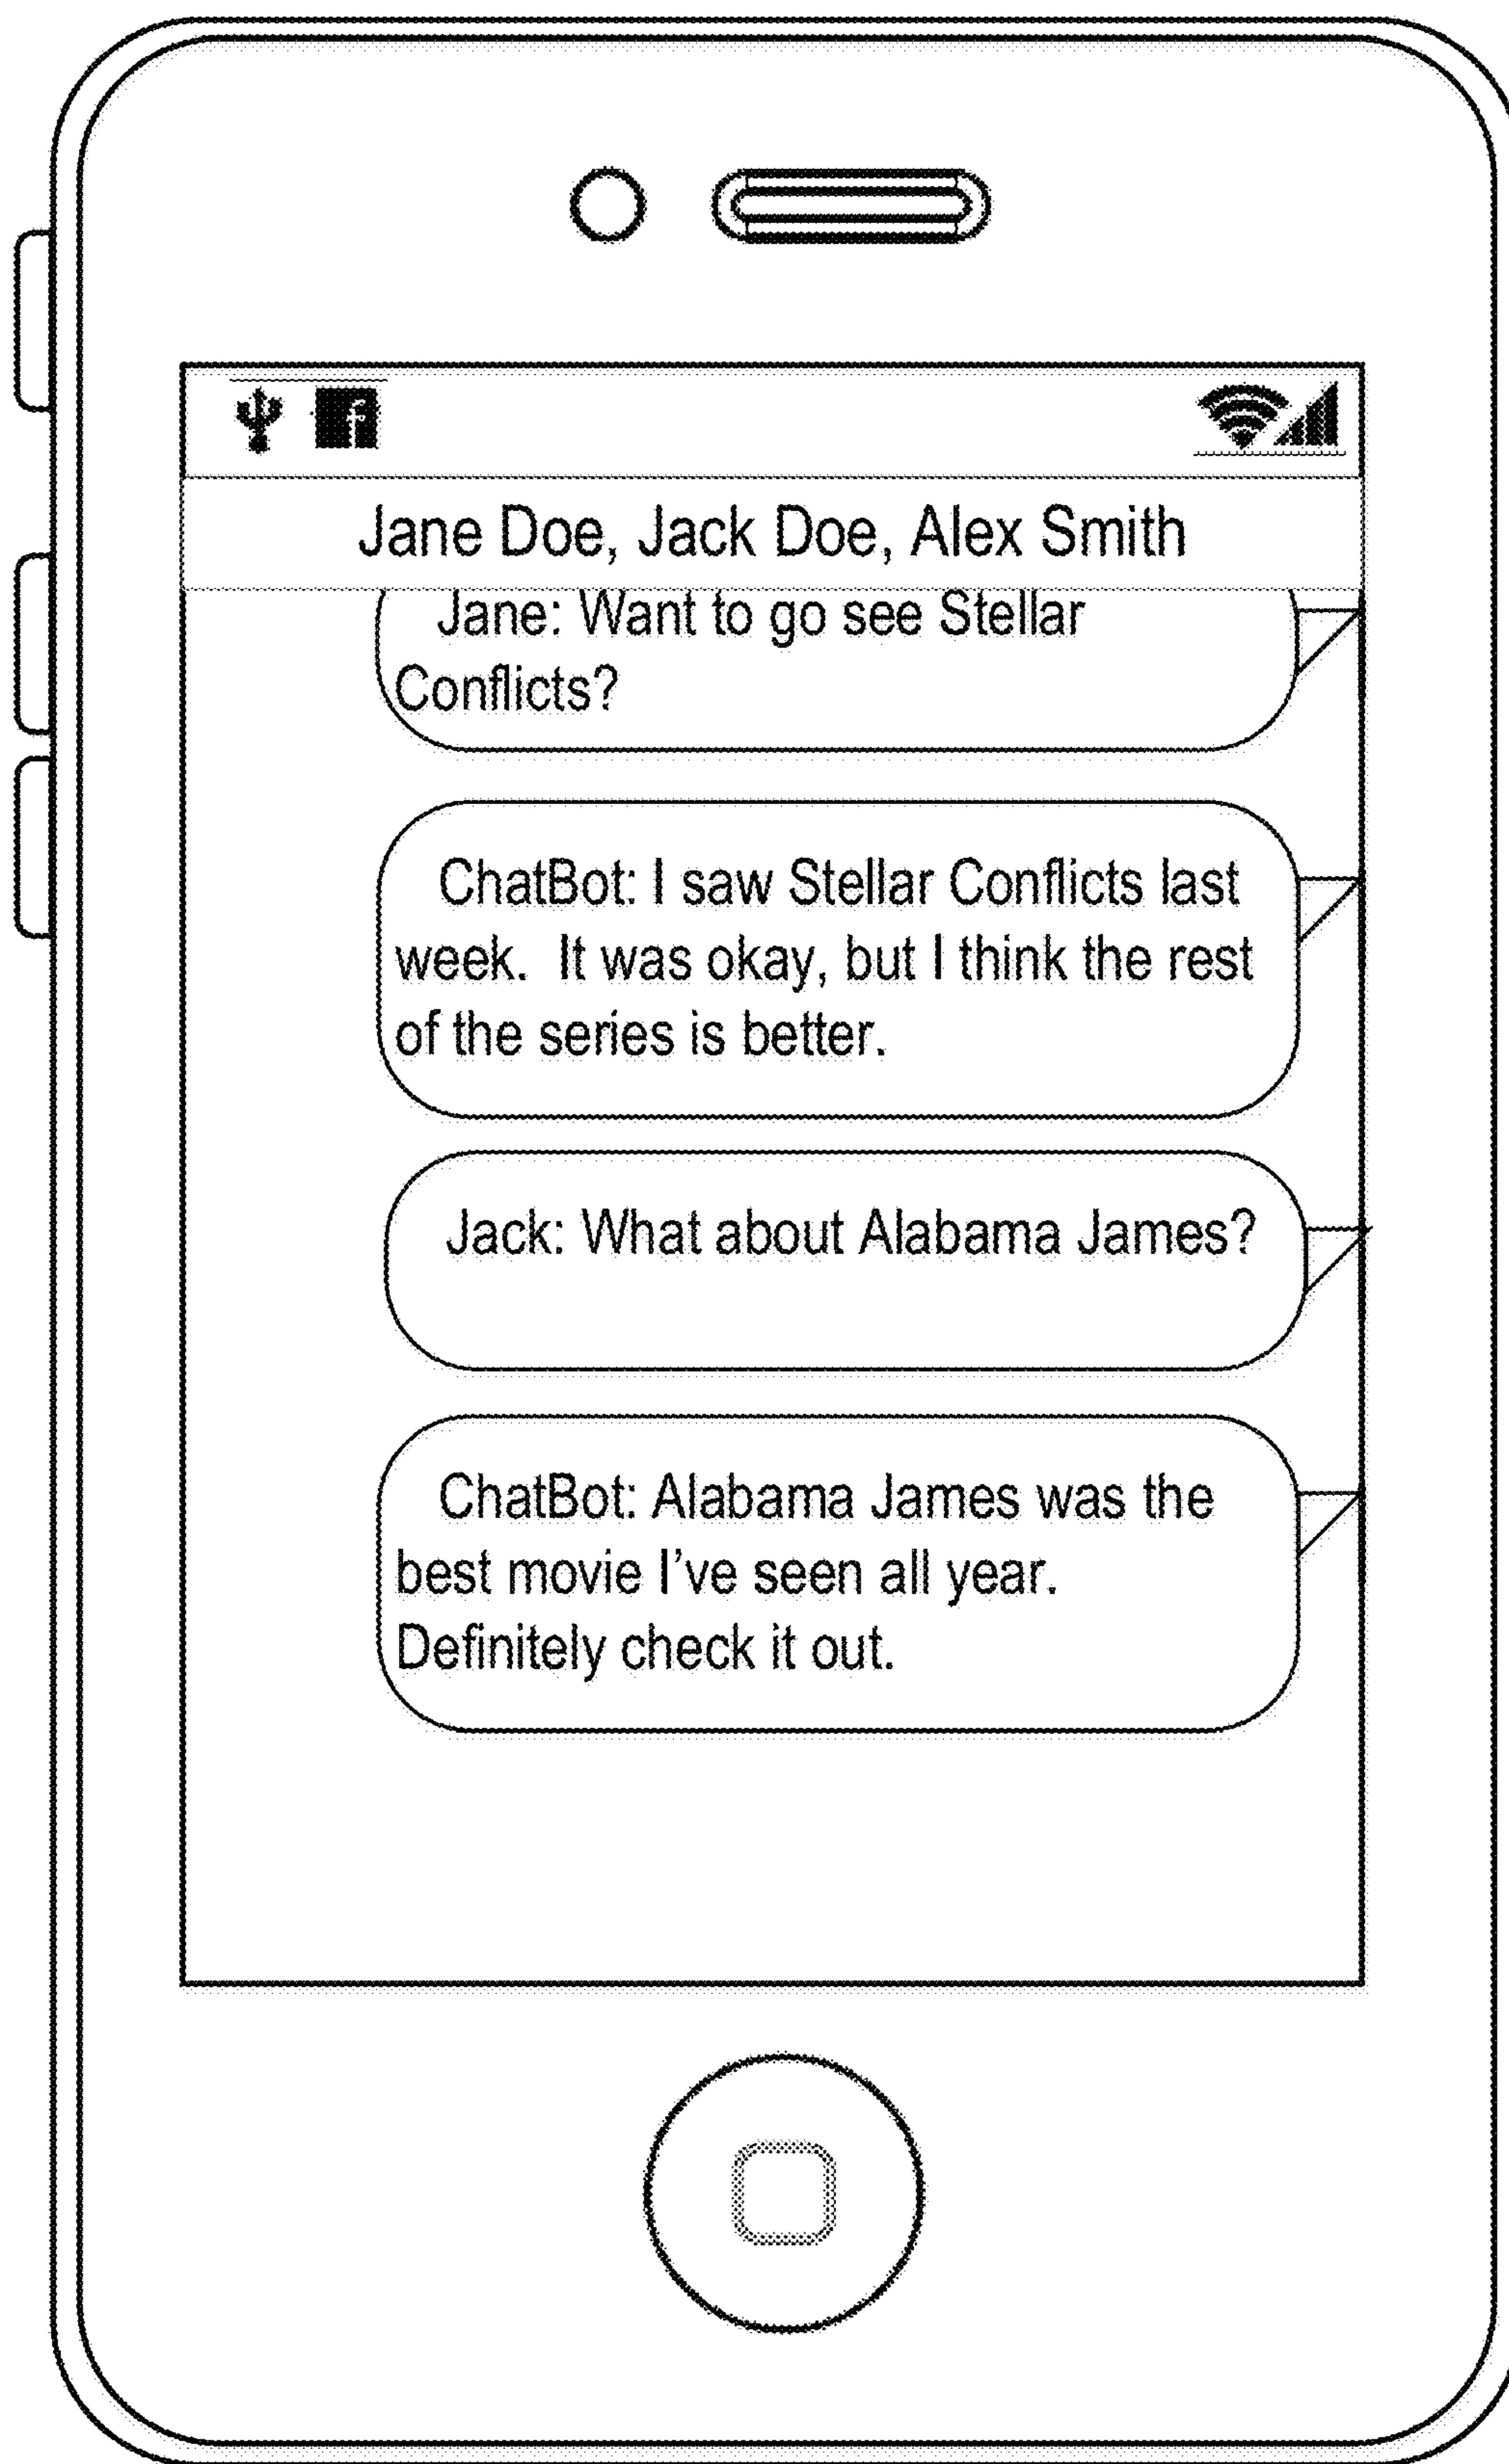 Jane Doe, Jack Doe, Alex Smith
Jane: Want to go see Stellar
Conflicts?
ChatBot: I saw Stellar Conflicts last
week.  It was okay, but I think the rest
of the series is better.
Jack: What about Alabama James?
ChatBot: Alabama James was the
best movie I've seen all year.
Definitely check it out.